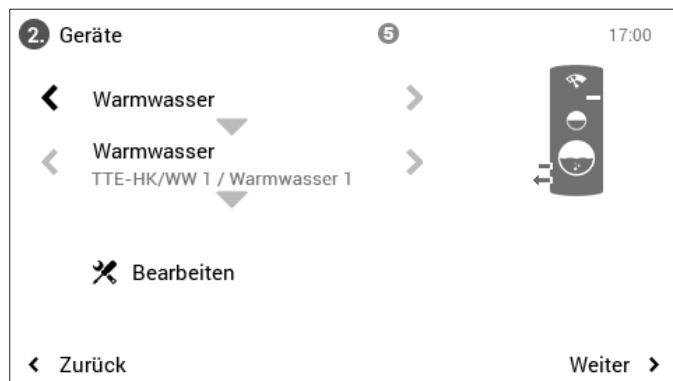 2. Geräte 5 17:00
Warmwasser
Warmwasser
TTE-HK/WW 1 / Warmwasser 1
Bearbeiten
Zurück Weiter